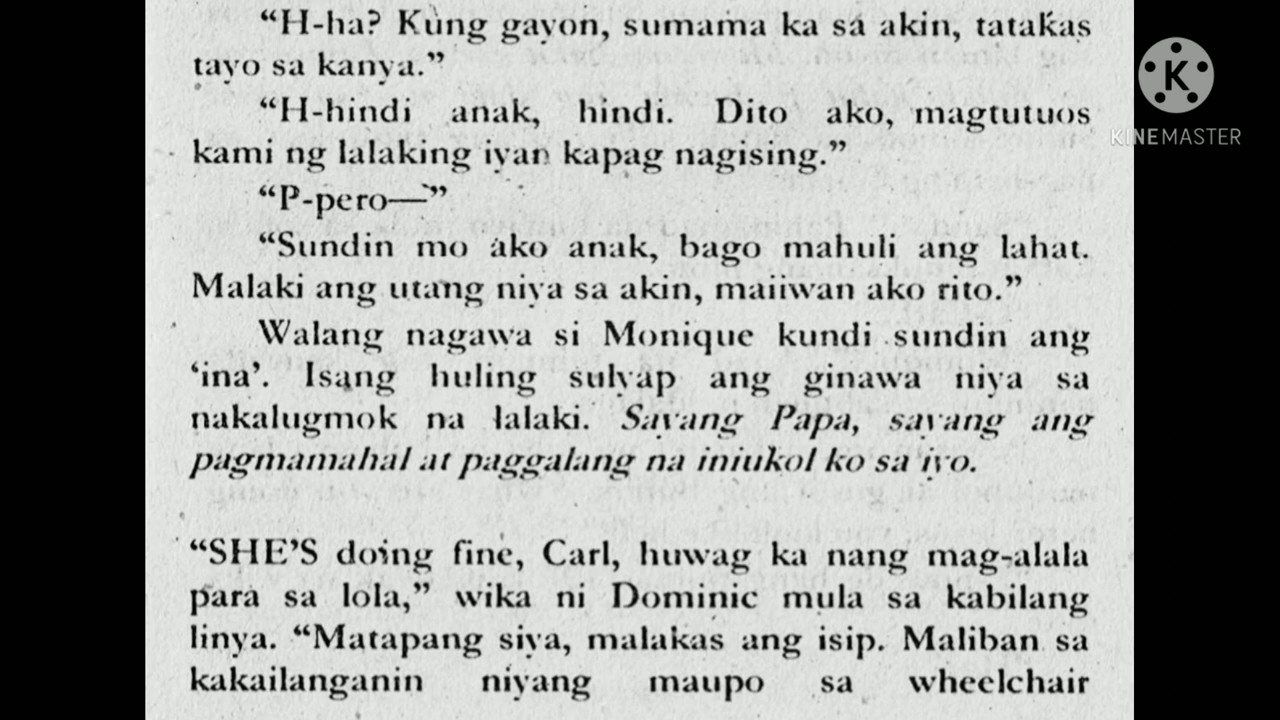 “H-ha? Kung gayon, sumama ka sa akin, tatakas
tayo sa kanya.”
“H-hindi anak, hindi. Dito ako, magtutuos
kami ng lalaking iyan kapag nagising.”
“P-pero—”
“Sundin mo ako anak, bago mahuli ang lahat.
Malaki ang utang niya sa akin, maiiwan ako rito.”
Walang nagawa si Monique kundi sundin ang
‘ina’. Isang huling sulyap ang ginawa niya sa
nakalugmok na lalaki. Sayang Papa, sayang ang
pagmamahal at paggalang na iniukol ko sa iyo.
“SHE’S doing fine, Carl, huwag ka nang mag-alala
para sa lola,” wika ni Dominic mula sa kabilang
linya. “Matapang siya, malakas ang isip. Maliban sa
kakailanganin niyang maupo sa wheelchair
K
KINEMASTER